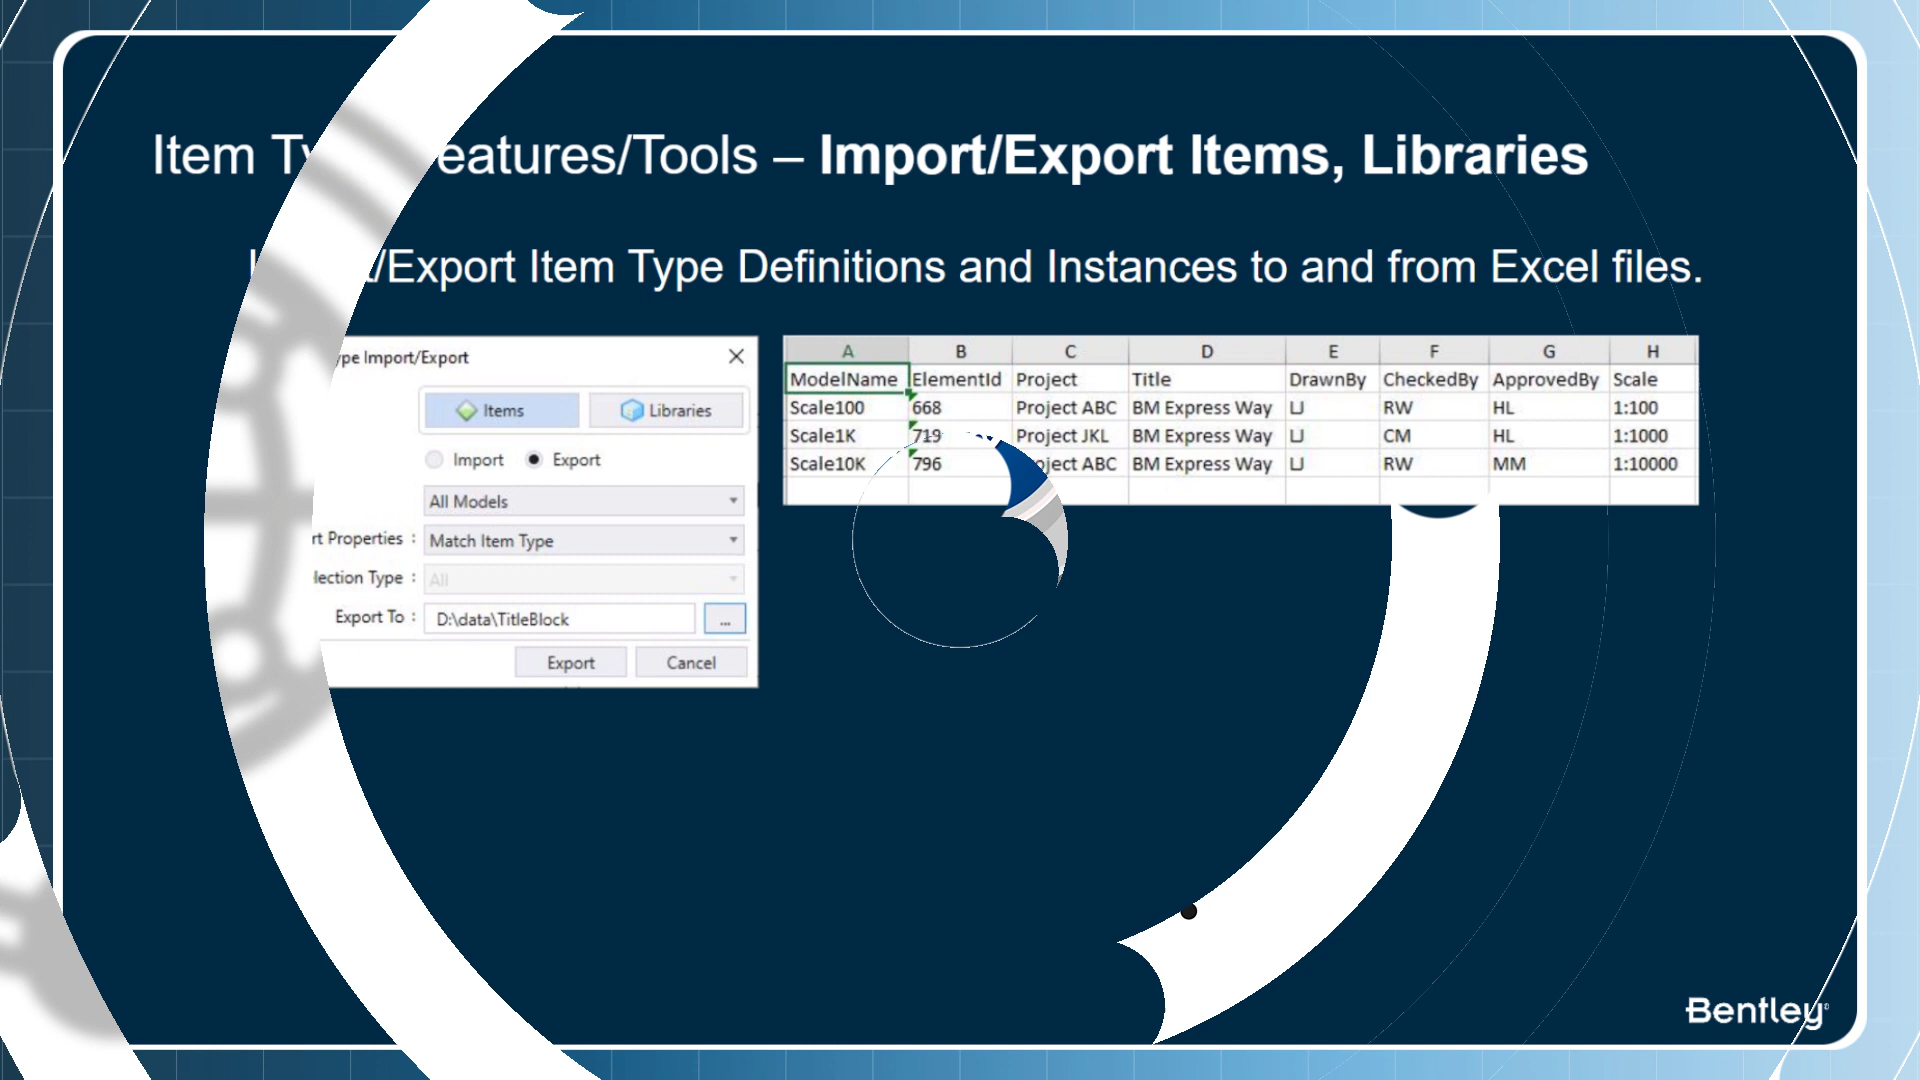 Item Ty eatures/Tools – Import/Export Items, Libraries
/Export Item Type Definitions and Instances to and from Excel files.
ype Import/Export
Items Libraries
Import Export
All Models
rt Properties : Match Item Type
lection Type : All
Export To : D:\data\TitleBlock ...
Export Cancel
A B C D E F G H
ModelName ElementId Project Title DrawnBy CheckedBy ApprovedBy Scale
Scale100 668 Project ABC BM Express Way LJ RW HL 1:100
Scale1K 719 Project JKL BM Express Way LJ CM HL 1:1000
Scale10K 796 oject ABC BM Express Way LJ RW MM 1:10000
Bentley